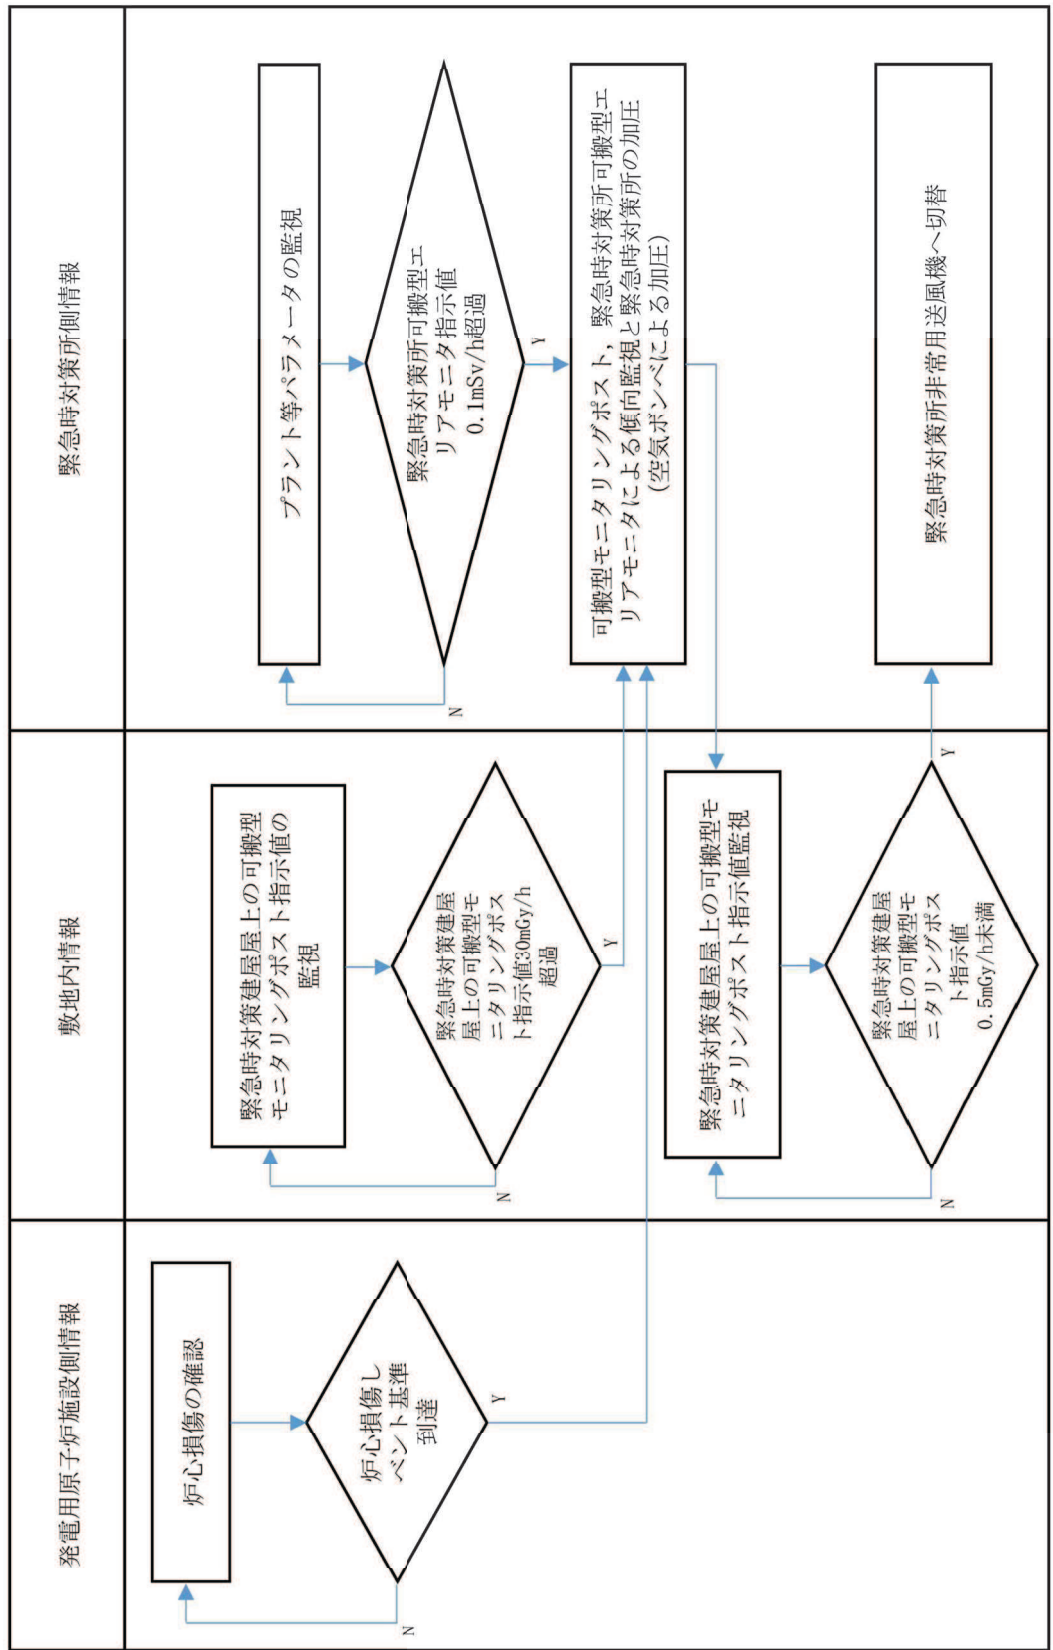 発電用原子炉施設側情報
敷地内情報
緊急時対策所側情報
炉心損傷の確認
炉心損傷し
ベント基準
到達
N
Y
緊急時対策建屋屋上の可搬型
モニタリングポスト指示値の
監視
緊急時対策建屋
屋上の可搬型モ
ニタリングポス
ト指示値30mGy/h
超過
N
Y
緊急時対策建屋屋上の可搬型モ
ニタリングポスト指示値監視
緊急時対策建屋
屋上の可搬型モ
ニタリングポス
ト指示値
0.5mGy/h未満
N
Y
プラント等パラメータの監視
緊急時対策所可搬型エ
リアモニタ指示値
0.1mSv/h超過
N
Y
可搬型モニタリングポスト，緊急時対策所可搬型エ
リアモニタによる傾向監視と緊急時対策所の加圧
(空気ボンベによる加圧)
緊急時対策所非常用送風機へ切替